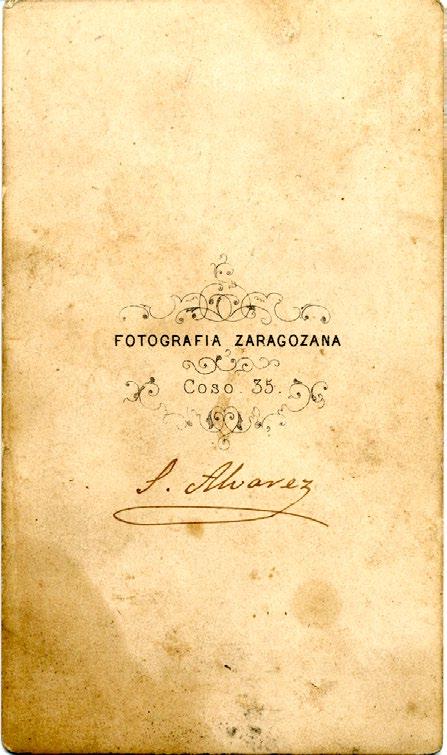 FOTOGRAFIA ZARAGOZANA
Coso. 35.
S. Alvarez